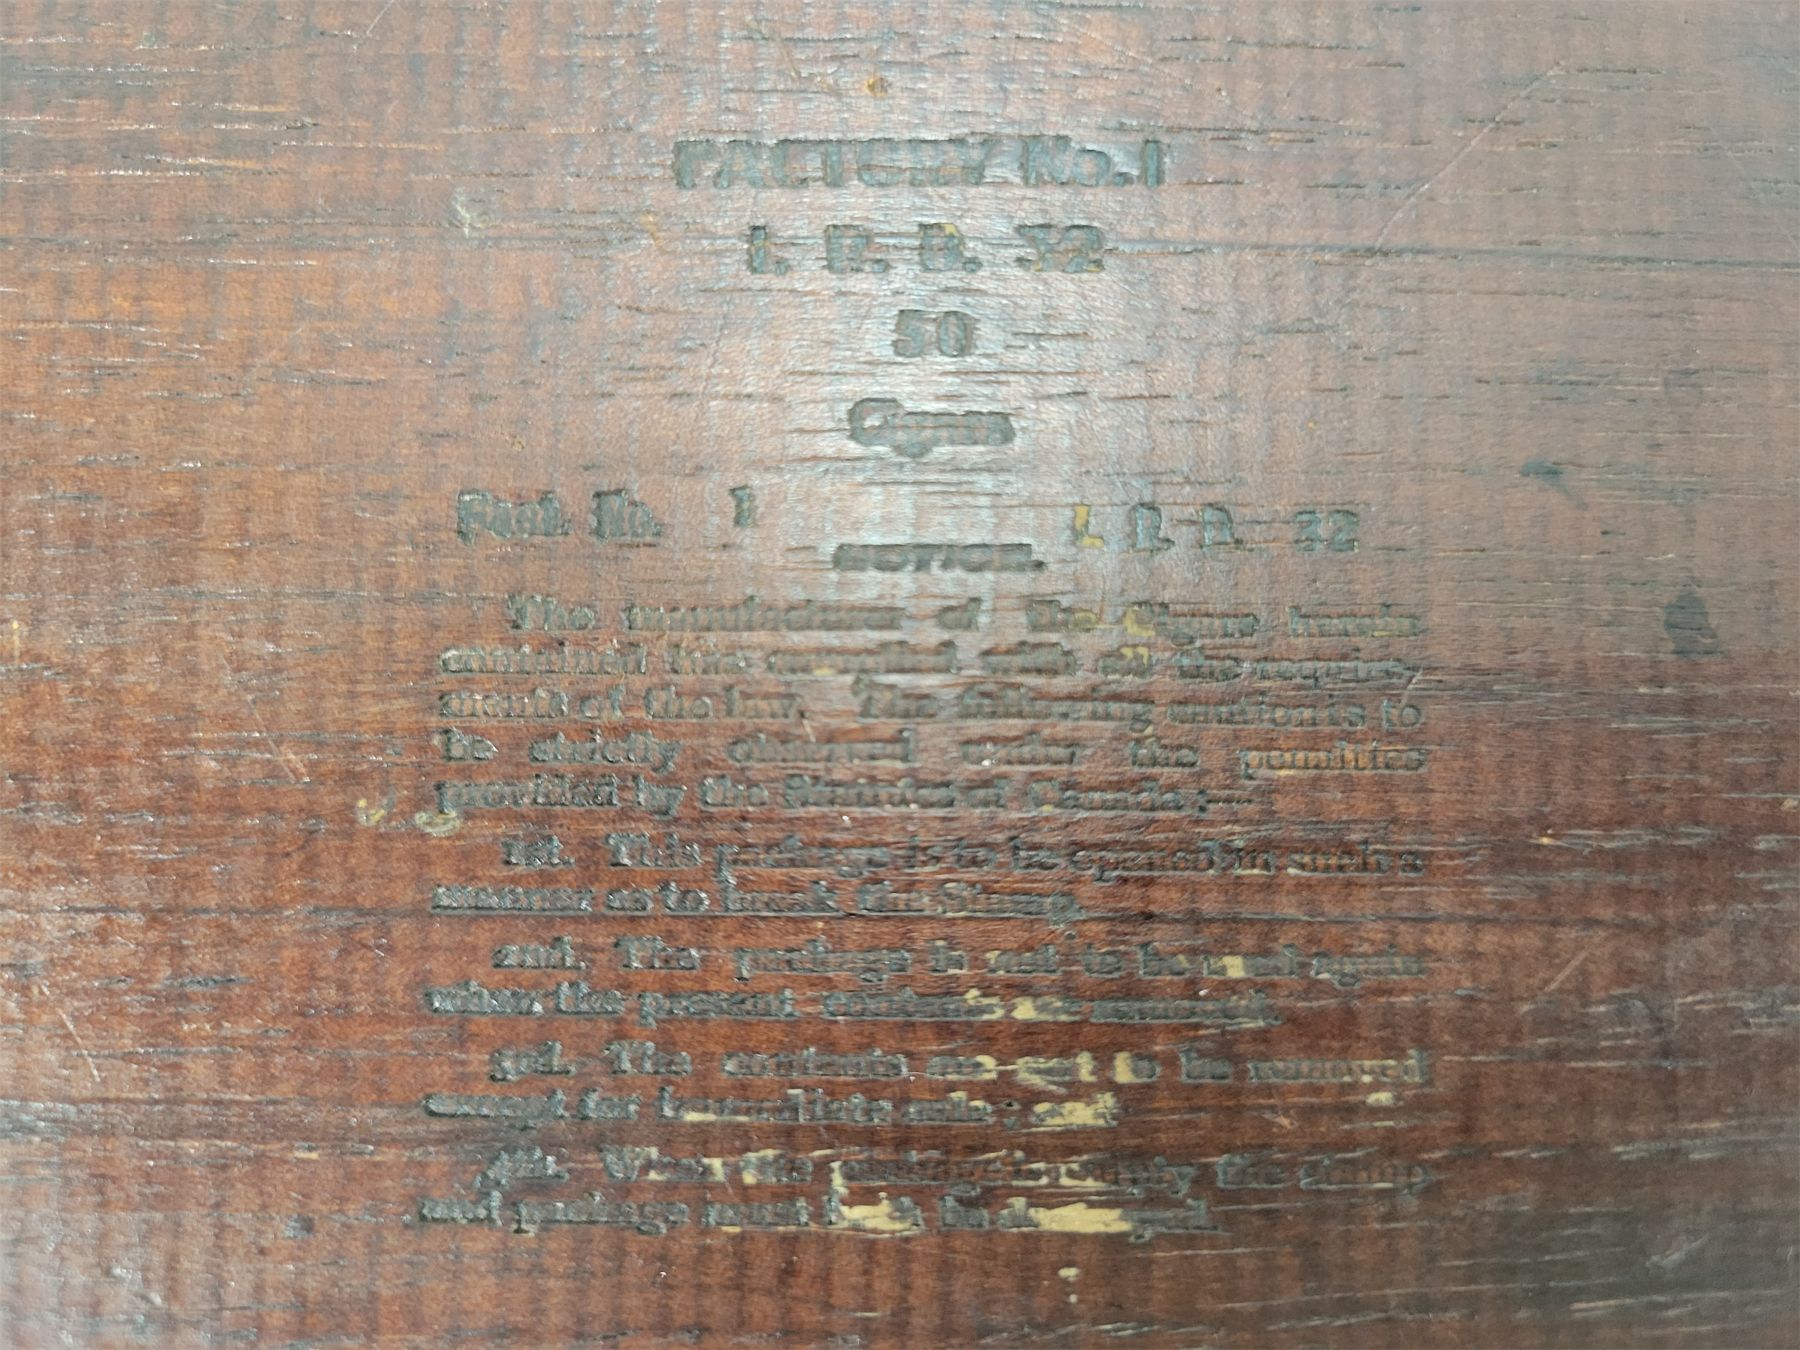 FACTORY No. 1
I. R. D. 32
50
Cigars
Fact. No. 1 I. R. D. 32
NOTICE.
The manufacturer of the Cigars herein
contained has complied with all the require-
ments of the law. The following caution is to
be strictly observed under the penalties
provided by the Statutes of Canada :—
1st. This package is to be opened in such a
manner as to break the Stamp.
2nd. The package is not to be used again
when the present contents are removed.
3rd. The contents are not to be removed
except for immediate sale ; and
4th. When the package is empty the stamp
and package must both be destroyed.